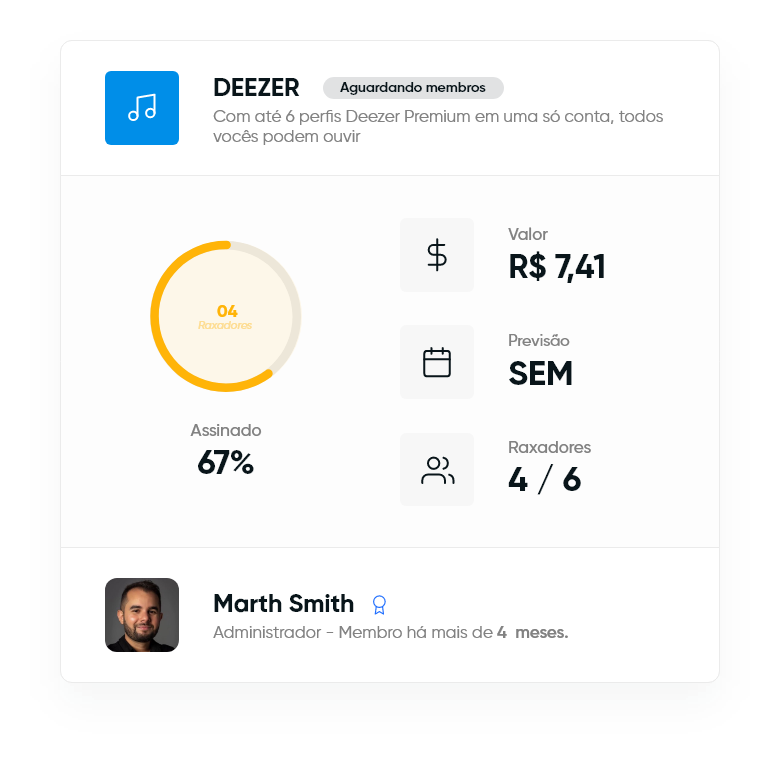 DEEZER
Aguardando membros
Com até 6 perfis Deezer Premium em uma só conta, todos
vocês podem ouvir
04
Raxadores
Assinado
67%
Valor
R$ 7,41
Previsão
SEM
Raxadores
4 / 6
Marth Smith
Administrador - Membro há mais de 4 meses.